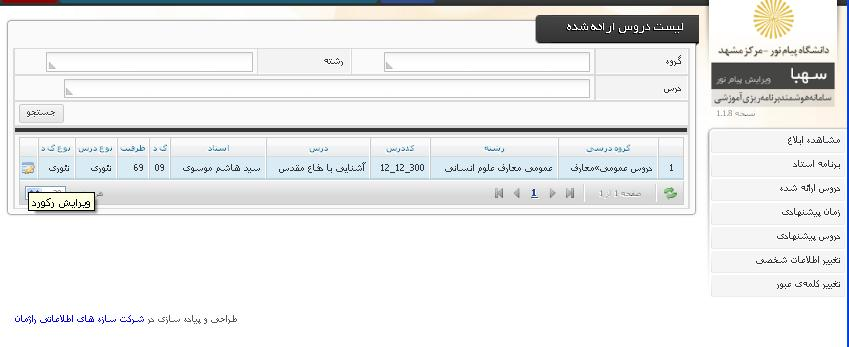 لیست دروس ارائه شده
گروه
رشته
درس
جستجو
گروه درسی رشته کددرس درس استاد ک د ظرفیت نوع درس نوع ک د
1 دروس عمومی»معارف عمومی معارف علوم انسانی 12_12_300 آشنایی با دفاع مقدس سید هاشم موسوی 09 69 تئوری تئوری
صفحه 1 از 1
1
ویرایش رکورد
دانشگاه پیام نور -مرکز مشهد
سهبا ویرایش پیام نور
سامانه هوشمند برنامه ریزی آموزشی
نسخه 1.1.8
مشاهده ابلاغ
برنامه استاد
دروس ارائه شده
زمان پیشنهادی
دروس پیشنهادی
تغییر اطلاعات شخصی
تغییر کلمه‌ی عبور
طراحی و پیاده سازی در شرکت سازه های اطلاعاتی راژمان